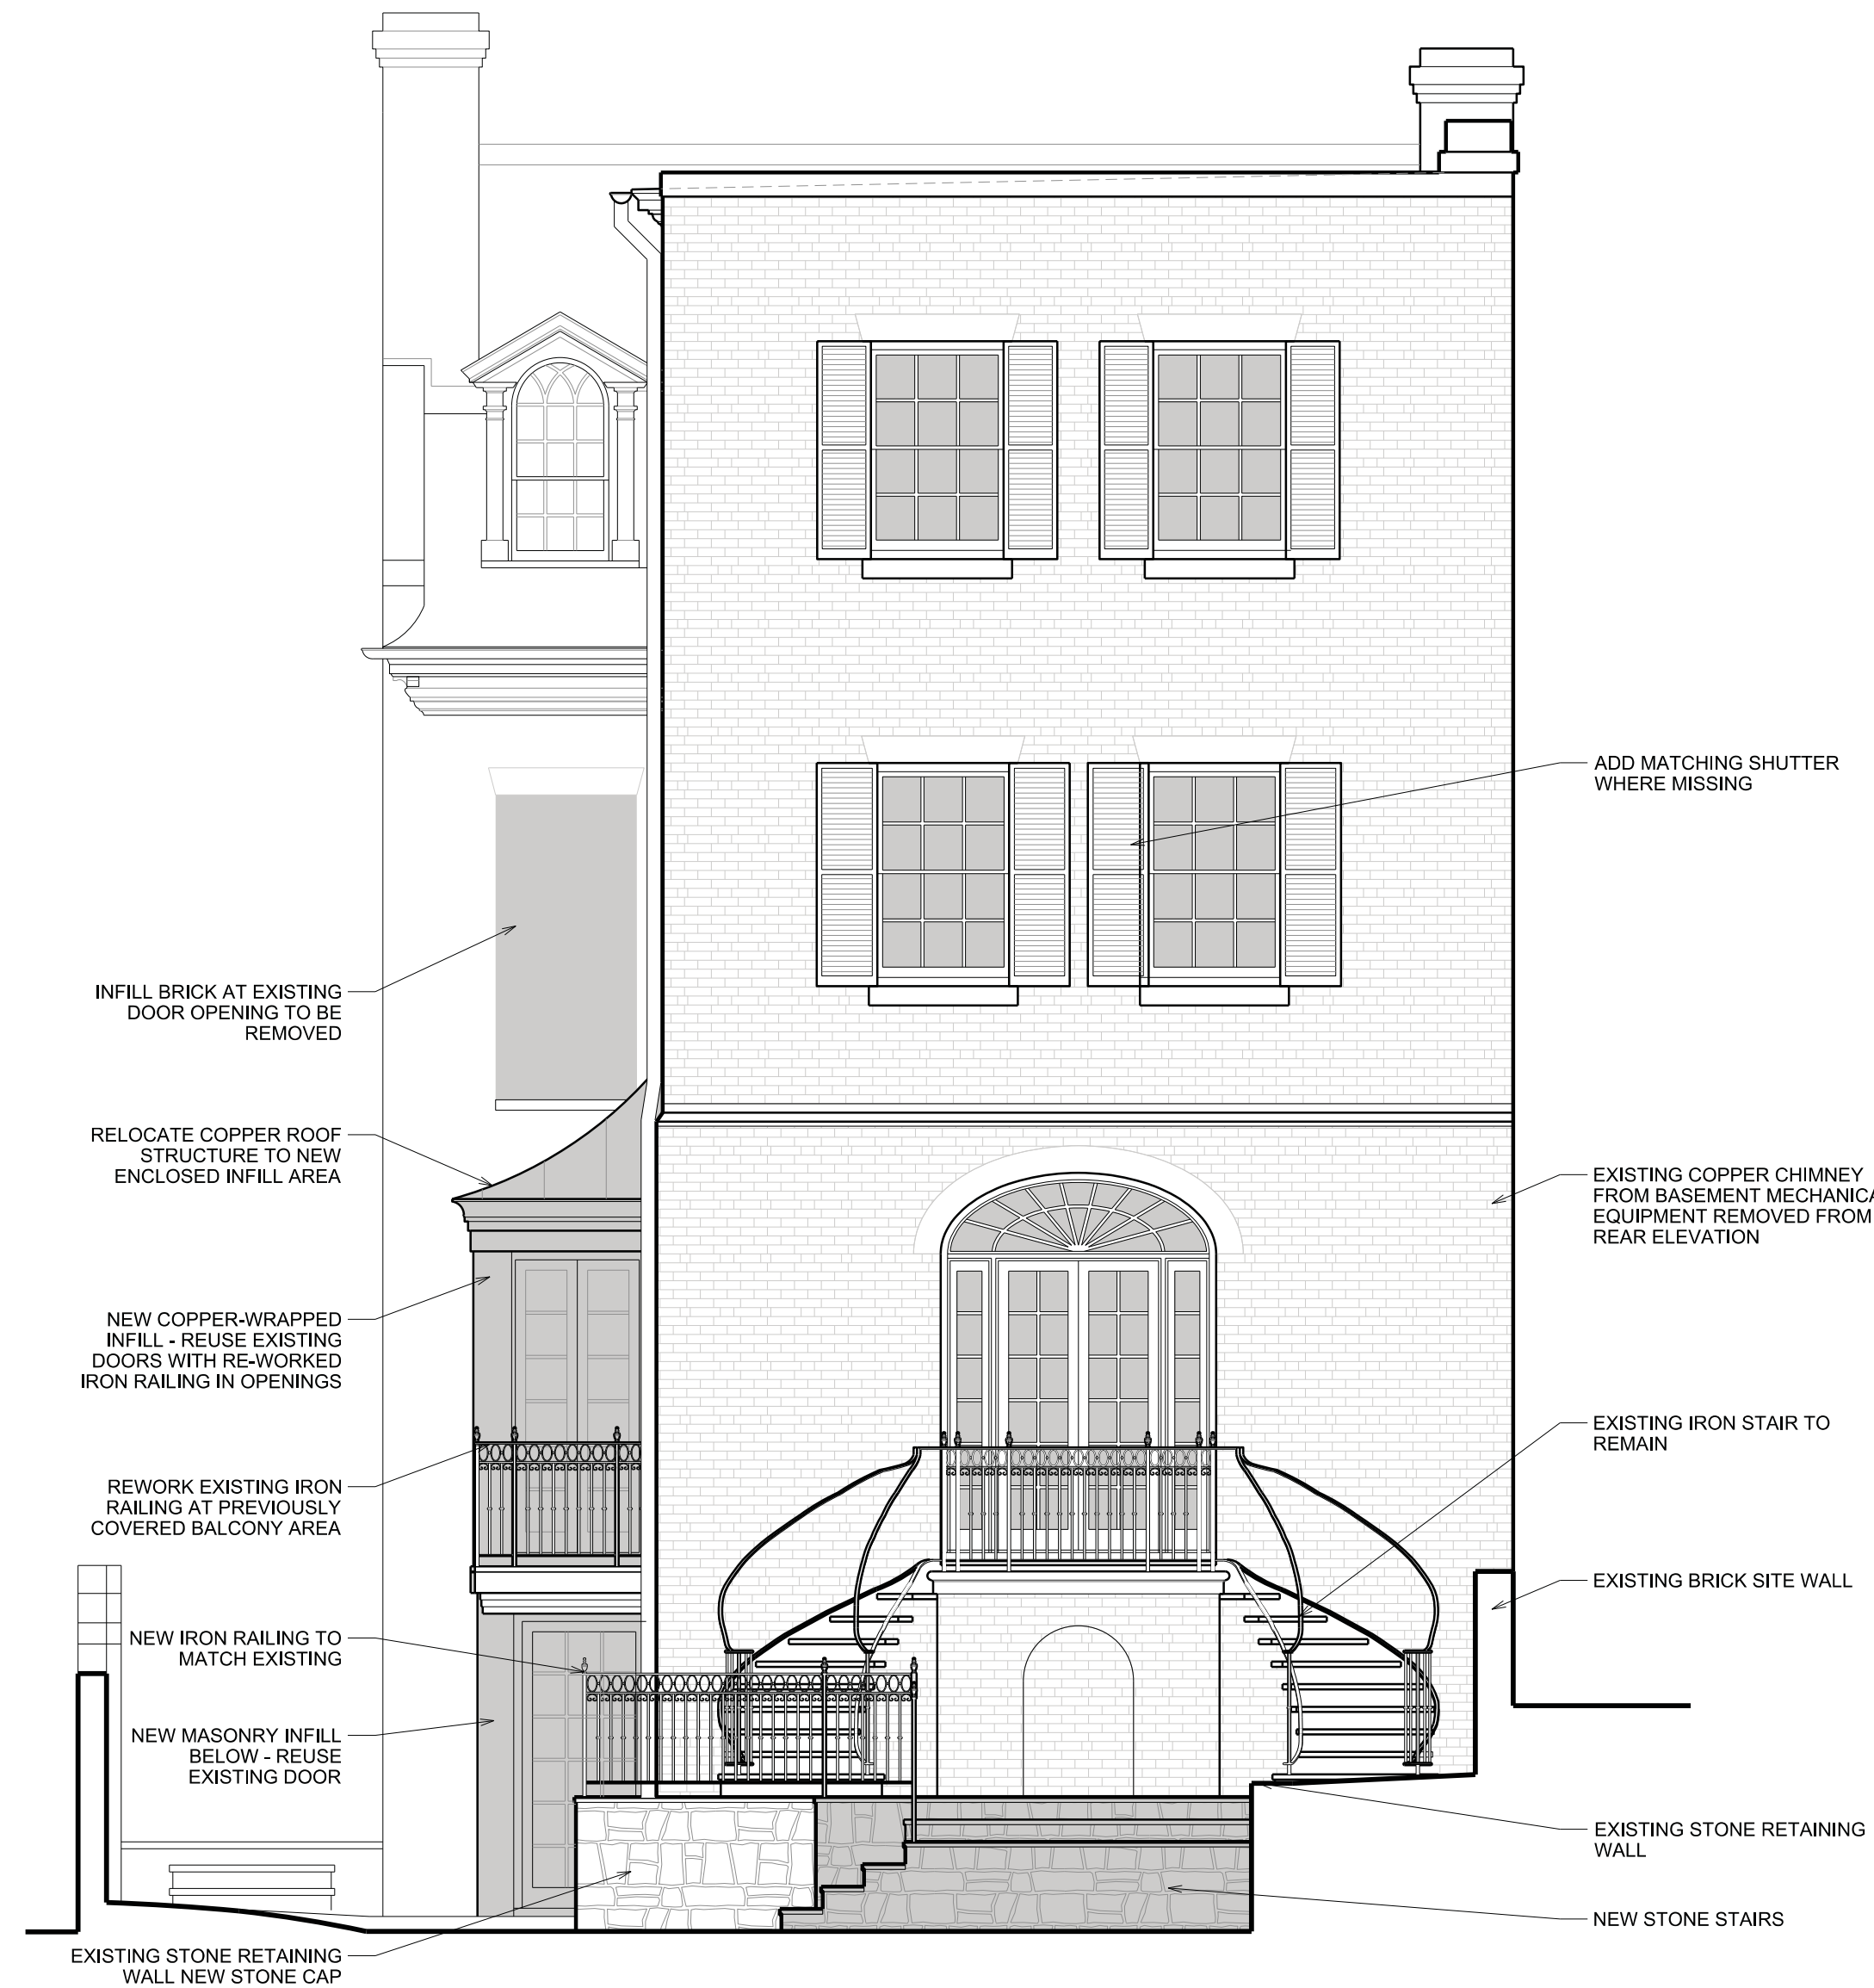 INFILL BRICK AT EXISTING
DOOR OPENING TO BE
REMOVED
RELOCATE COPPER ROOF
STRUCTURE TO NEW
ENCLOSED INFILL AREA
NEW COPPER-WRAPPED
INFILL - REUSE EXISTING
DOORS WITH RE-WORKED
IRON RAILING IN OPENINGS
REWORK EXISTING IRON
RAILING AT PREVIOUSLY
COVERED BALCONY AREA
NEW IRON RAILING TO
MATCH EXISTING
NEW MASONRY INFILL
BELOW - REUSE
EXISTING DOOR
EXISTING STONE RETAINING
WALL NEW STONE CAP
ADD MATCHING SHUTTER
WHERE MISSING
EXISTING COPPER CHIMNEY
FROM BASEMENT MECHANICA
EQUIPMENT REMOVED FROM
REAR ELEVATION
EXISTING IRON STAIR TO
REMAIN
EXISTING BRICK SITE WALL
EXISTING STONE RETAINING
WALL
NEW STONE STAIRS